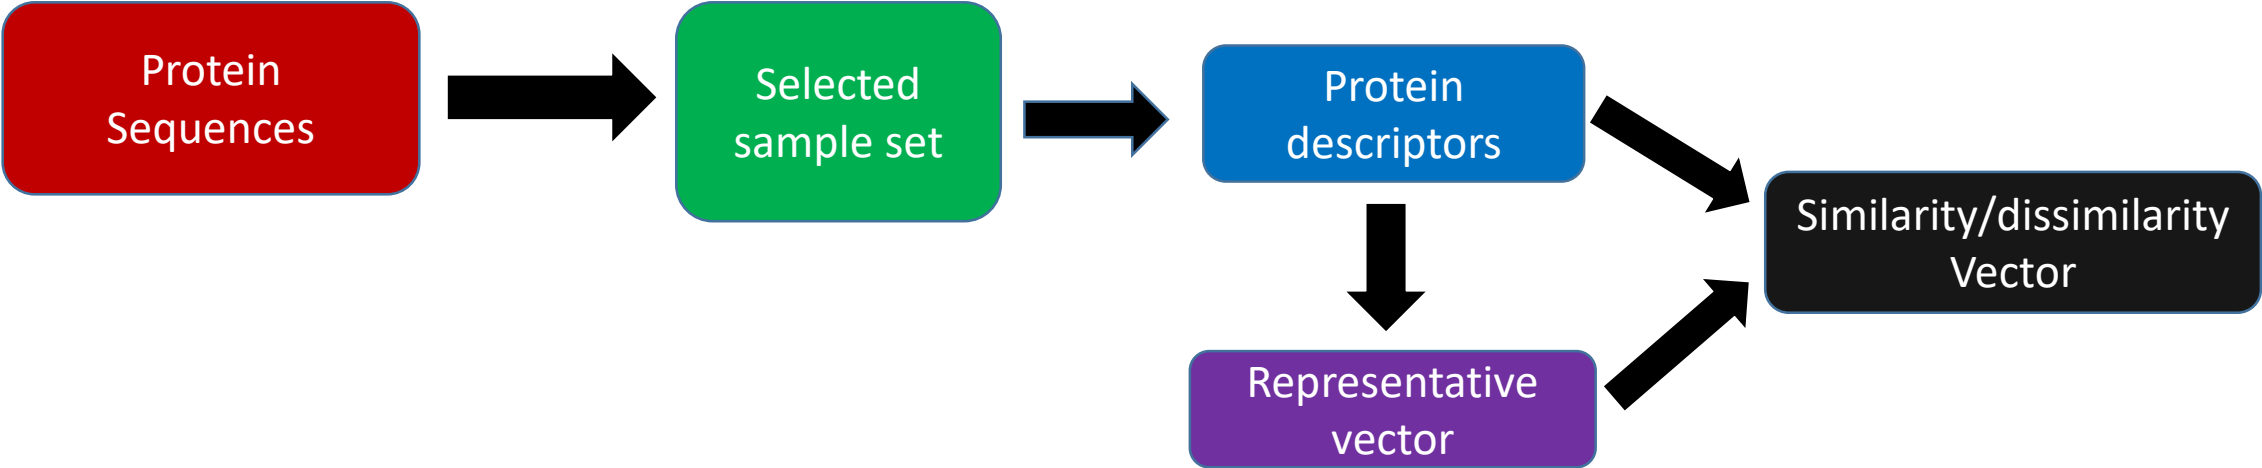 Protein
Sequences
Selected
sample set
Protein
descriptors
Similarity/dissimilarity
Vector
Representative
vector